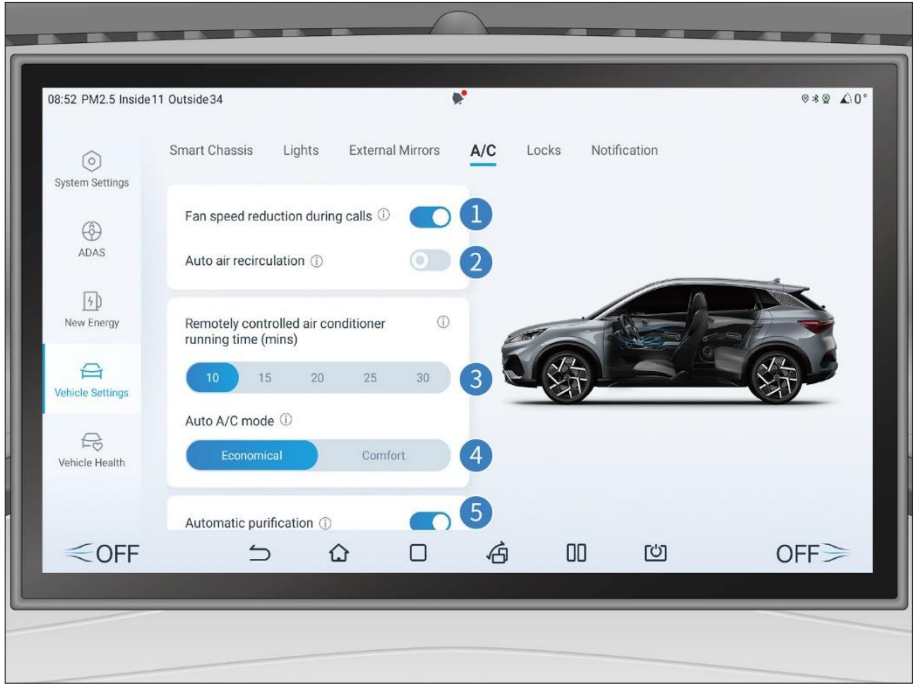 08:52 PM2.5 Inside11 Outside34
0°
Smart Chassis Lights External Mirrors A/C Locks Notification
System Settings
ADAS
New Energy
Vehicle Settings
Vehicle Health
Fan speed reduction during calls
1
Auto air recirculation
2
Remotely controlled air conditioner
running time (mins)
10 15 20 25 30
3
Auto A/C mode
Economical Comfort
4
Automatic purification
5
OFF
OFF